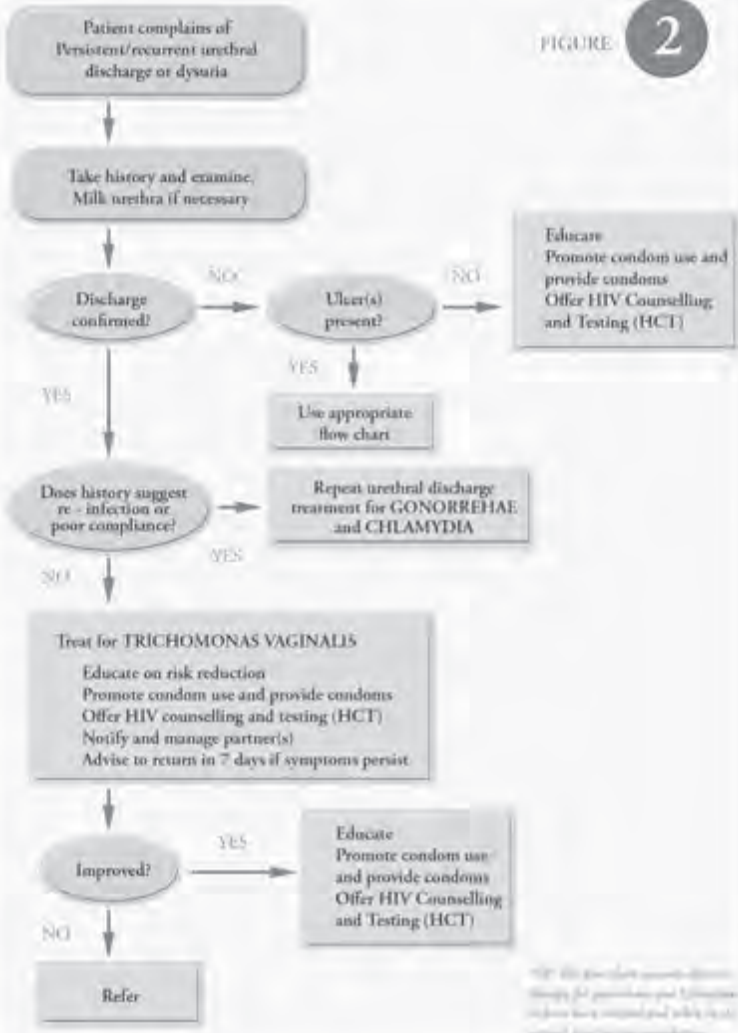 FIGURE 2
Patient complains of
Persistent/recurrent urethral
discharge or dysuria
Take history and examine.
Milk urethra if necessary
Discharge
confirmed?
NO
Ulcer(s)
present?
NO
Educate
Promote condom use and
provide condoms
Offer HIV Counselling
and Testing (HCT)
YES
YES
Use appropriate
flow chart
Does history suggest
re - infection or
poor compliance?
YES
Repeat urethral discharge
treatment for GONORREHAE
and CHLAMYDIA
NO
Treat for TRICHOMONAS VAGINALIS
Educate on risk reduction
Promote condom use and provide condoms
Offer HIV counselling and testing (HCT)
Notify and manage partner(s)
Advise to return in 7 days if symptoms persist
Improved?
YES
Educate
Promote condom use
and provide condoms
Offer HIV Counselling
and Testing (HCT)
NO
Refer